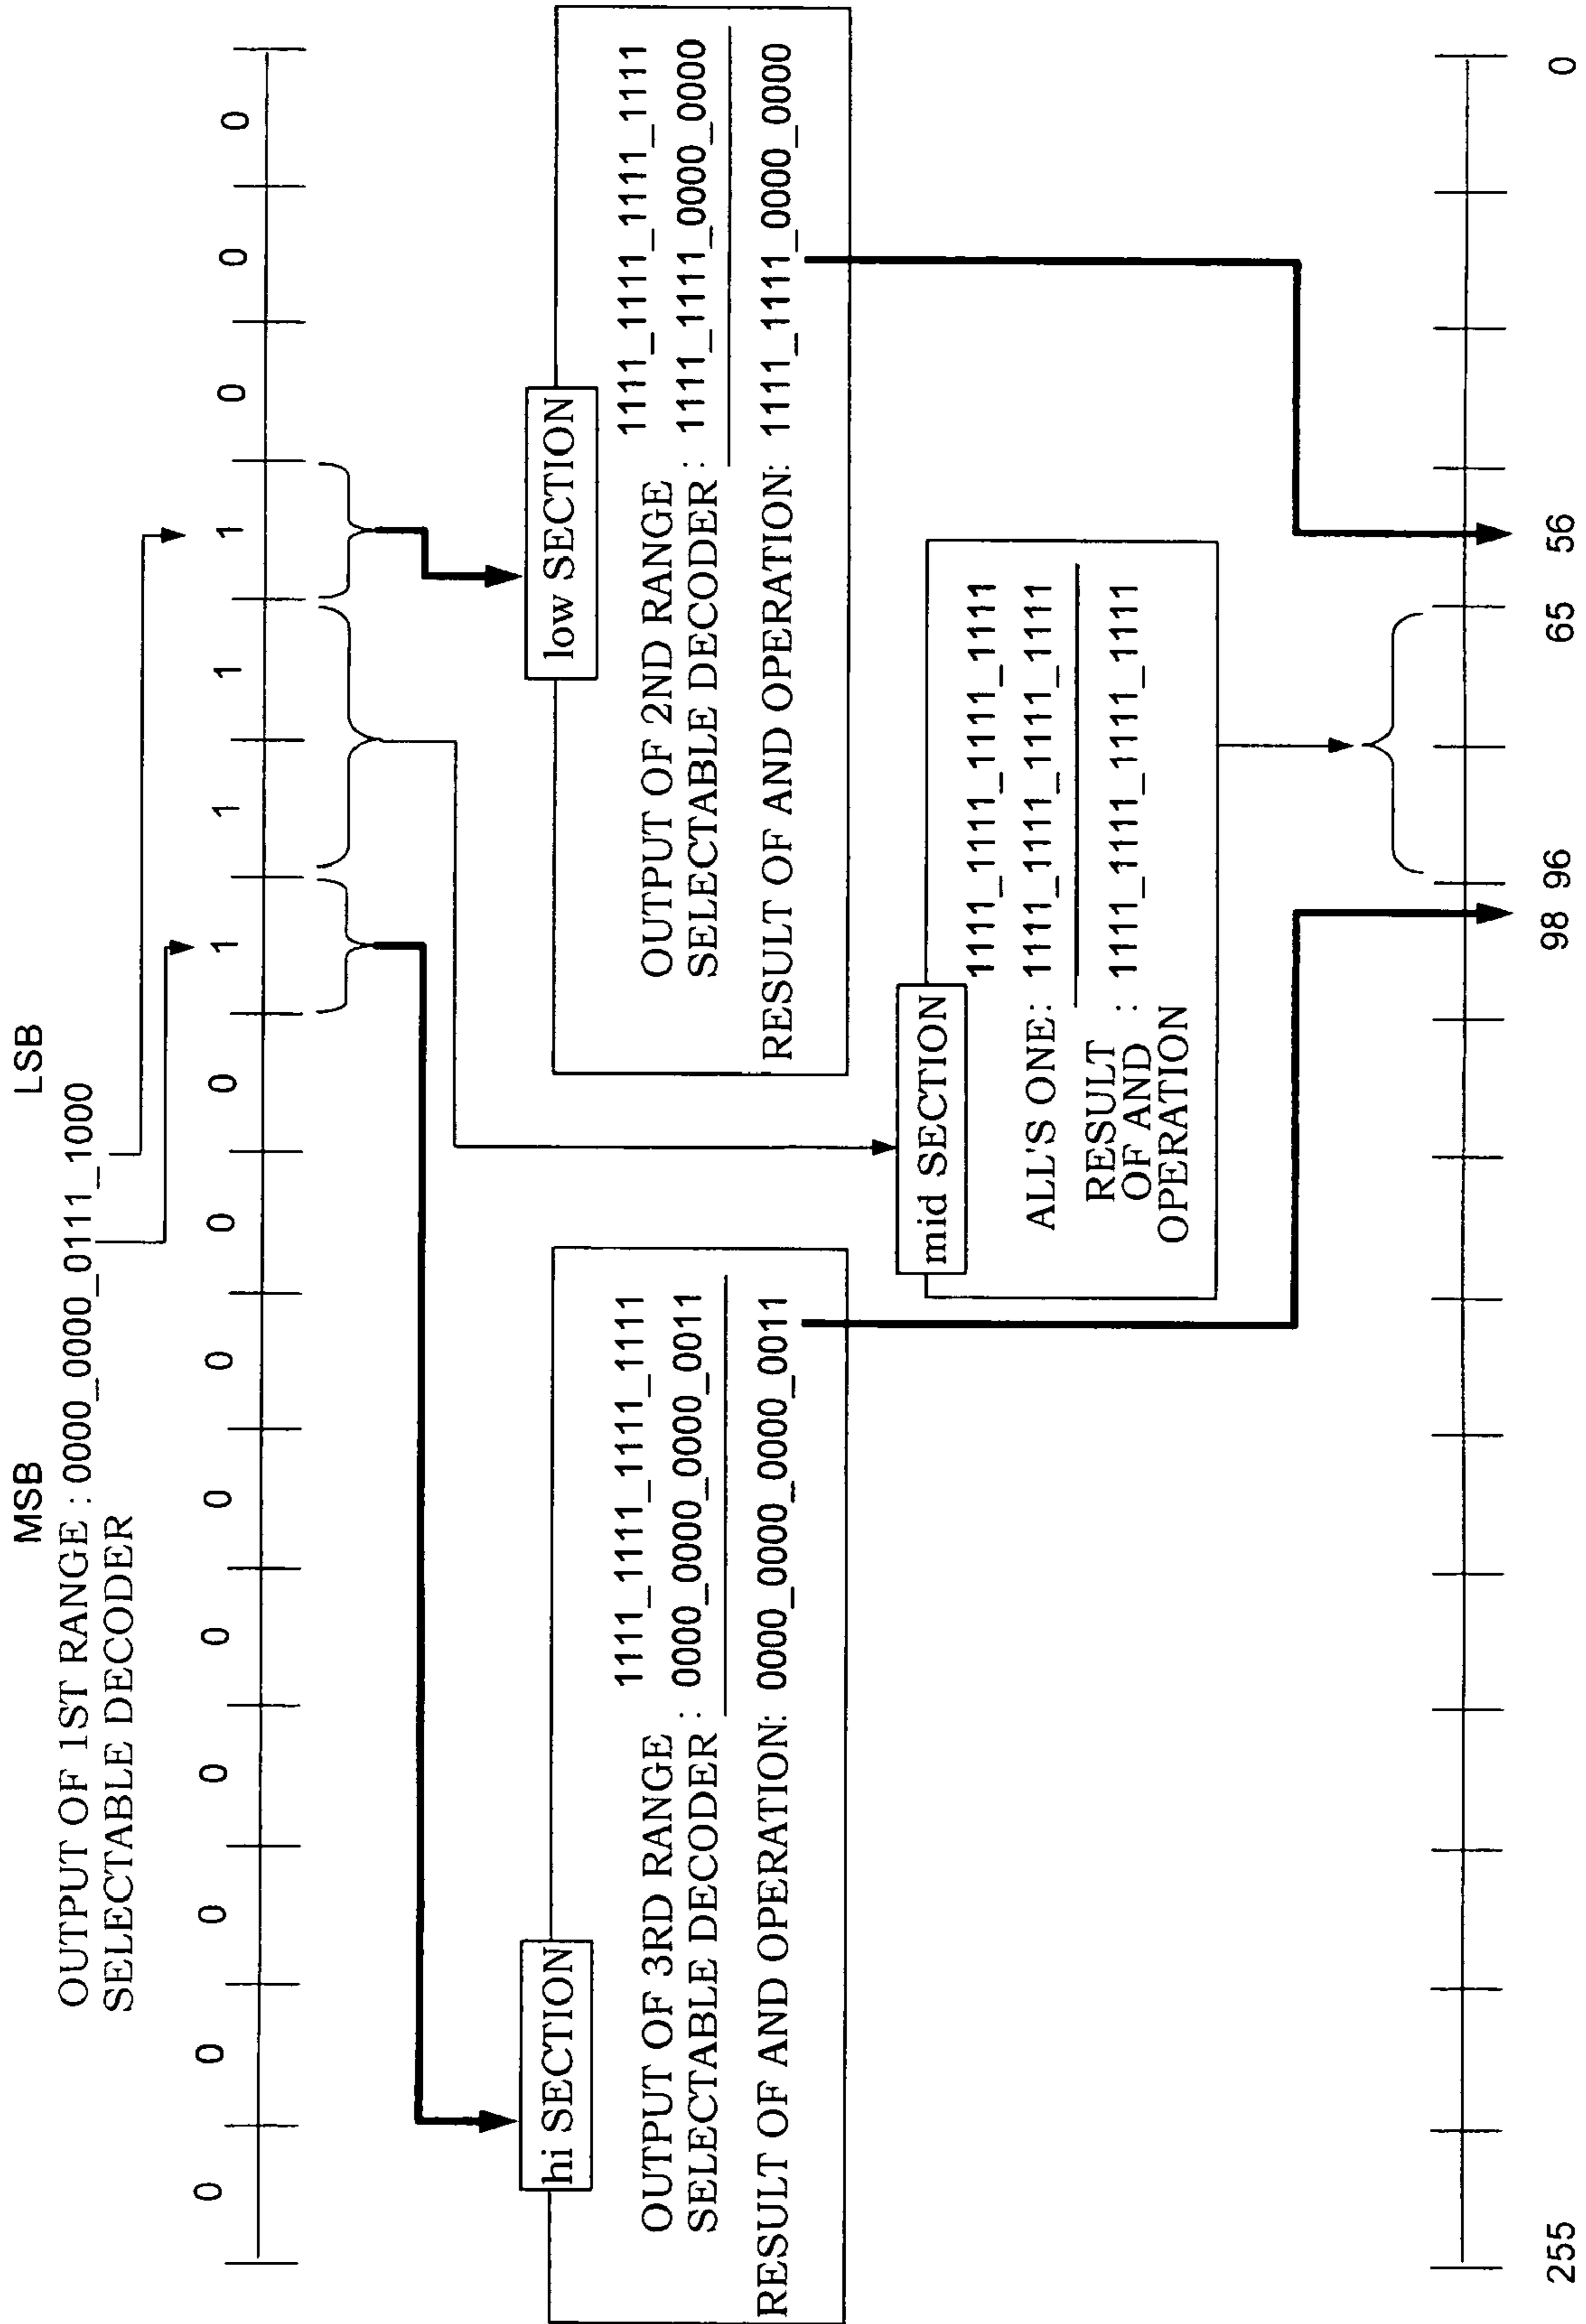 MSB LSB
OUTPUT OF 1ST RANGE : 0000_0000_0111_1000
SELECTABLE DECODER
0 0 0 0 0 0 0 0 0 1 1 1 1 0 0 0
hi SECTION
1111_1111_1111_1111
OUTPUT OF 3RD RANGE
SELECTABLE DECODER : 0000_0000_0000_0011
RESULT OF AND OPERATION: 0000_0000_0000_0011
low SECTION
1111_1111_1111_1111
OUTPUT OF 2ND RANGE
SELECTABLE DECODER : 1111_1111_0000_0000
RESULT OF AND OPERATION: 1111_1111_0000_0000
mid SECTION
1111_1111_1111_1111
ALL'S ONE: 1111_1111_1111_1111
RESULT
OF AND : 1111_1111_1111_1111
OPERATION
255 98 96 65 56 0